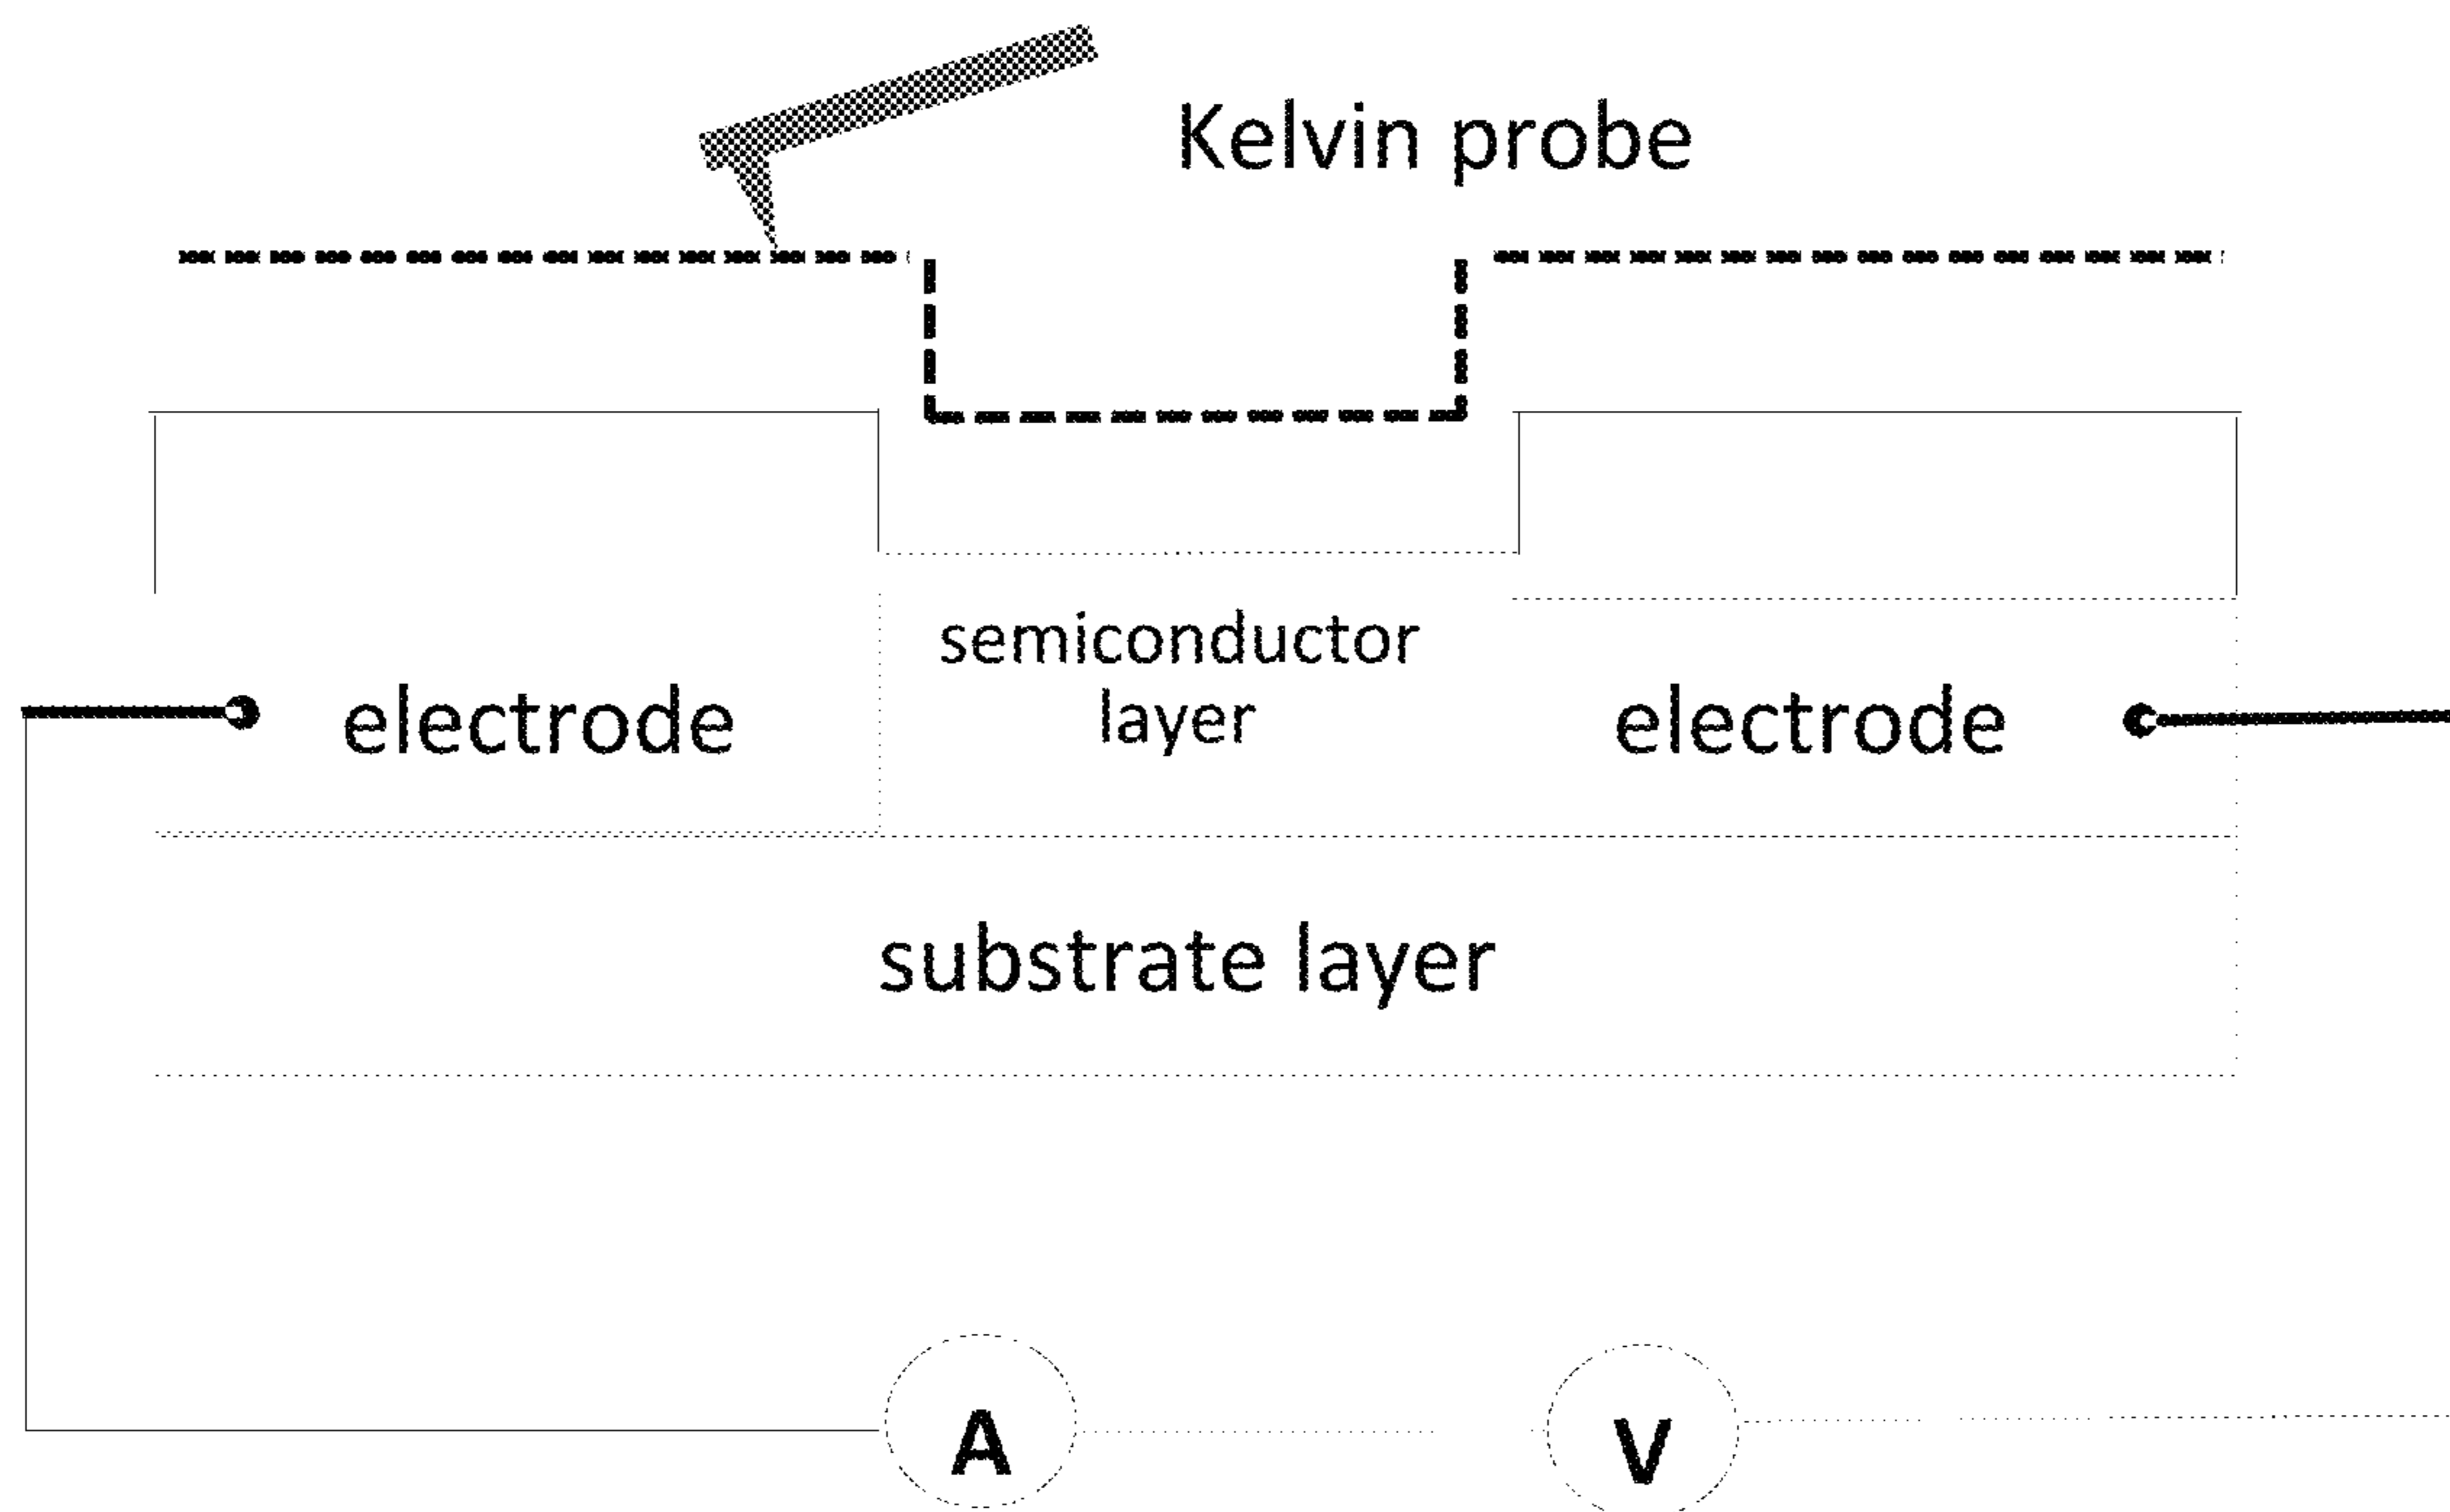 Kelvin probe
semiconductor
layer
electrode
electrode
substrate layer
A
V